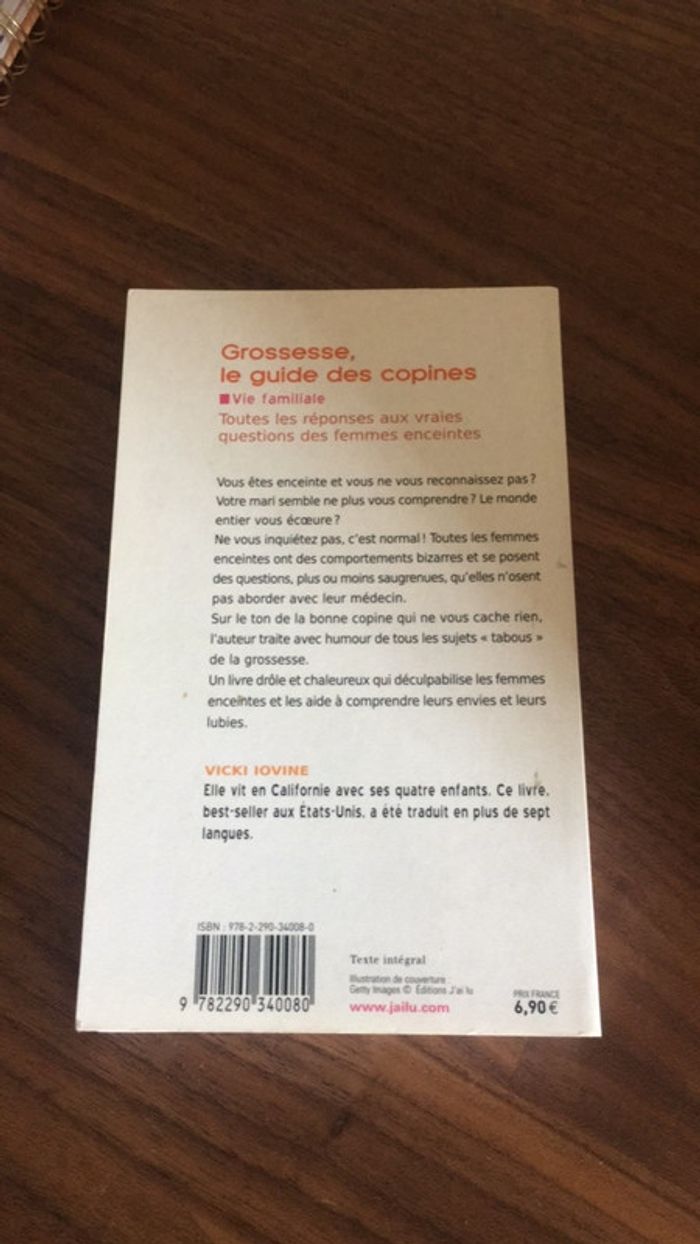 Grossesse,
le guide des copines
Vie familiale
Toutes les réponses aux vraies
questions des femmes enceintes
Vous êtes enceinte et vous ne vous reconnaissez pas ?
Votre mari semble ne plus vous comprendre ? Le monde
entier vous écœure ?
Ne vous inquiétez pas, c'est normal ! Toutes les femmes
enceintes ont des comportements bizarres et se posent
des questions, plus ou moins saugrenues, qu'elles n'osent
pas aborder avec leur médecin.
Sur le ton de la bonne copine qui ne vous cache rien,
l'auteur traite avec humour de tous les sujets « tabous »
de la grossesse.
Un livre drôle et chaleureux qui déculpabilise les femmes
enceintes et les aide à comprendre leurs envies et leurs
lubies.
VICKI IOVINE
Elle vit en Californie avec ses quatre enfants. Ce livre,
best-seller aux États-Unis, a été traduit en plus de sept
langues.
ISBN : 978-2-290-34008-0
9 782290 340080
Texte intégral
Illustration de couverture :
Getty Images © Éditions J'ai lu
www.jailu.com
PRIX FRANCE
6,90 €